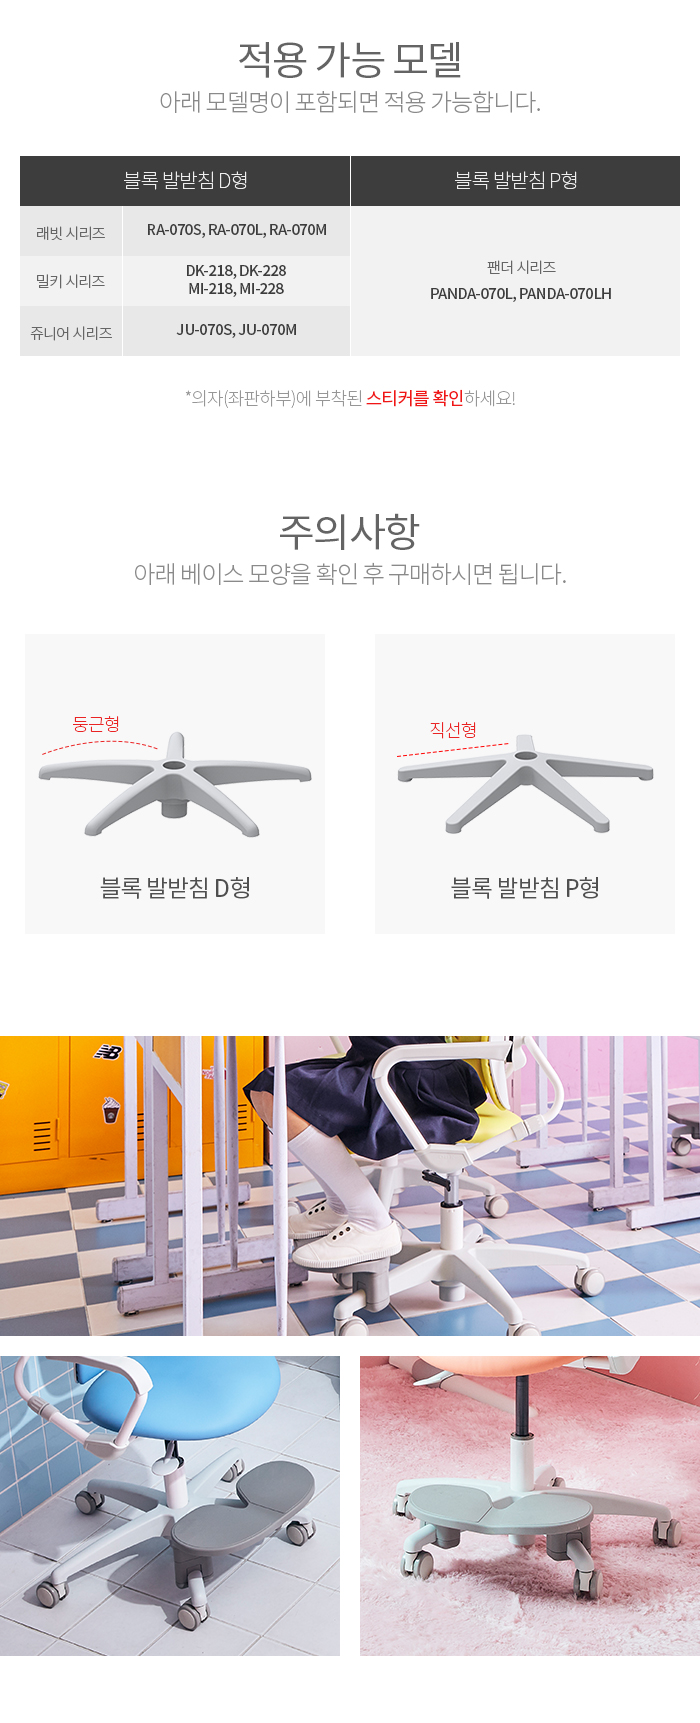 적용 가능 모델
아래 모델명이 포함되면 적용 가능합니다.
블록 발받침 D형
블록 발받침 P형
래빗 시리즈
RA-070S, RA-070L, RA-070M
밀키 시리즈
DK-218, DK-228
MI-218, MI-228
쥬니어 시리즈
JU-070S, JU-070M
팬더 시리즈
PANDA-070L, PANDA-070LH
*의자(좌판하부)에 부착된 스티커를 확인하세요!
주의사항
아래 베이스 모양을 확인 후 구매하시면 됩니다.
둥근형
직선형
블록 발받침 D형
블록 발받침 P형